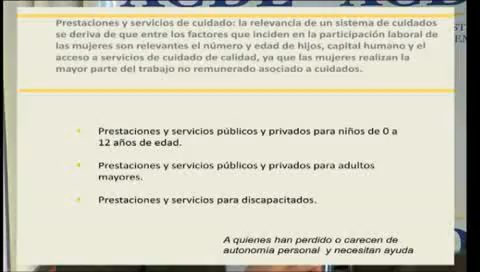 Prestaciones y servicios de cuidado: la relevancia de un sistema de cuidados
se deriva de que entre los factores que inciden en la participación laboral de
las mujeres son relevantes el número y edad de hijos, capital humano y el
acceso a servicios de cuidado de calidad, ya que las mujeres realizan la
mayor parte del trabajo no remunerado asociado a cuidados.
Prestaciones y servicios públicos y privados para niños de 0 a
12 años de edad.
Prestaciones y servicios públicos y privados para adultos
mayores.
Prestaciones y servicios para discapacitados.
A quienes han perdido o carecen de
autonomía personal y necesitan ayuda